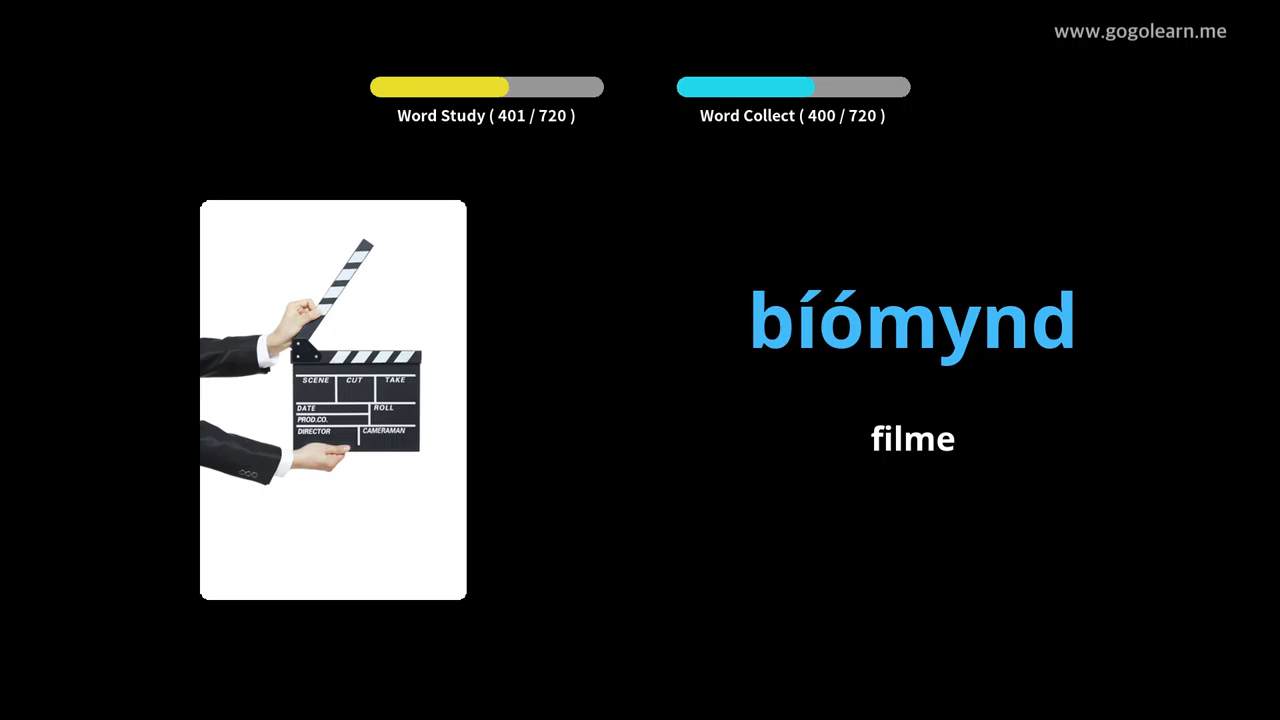 www.gogolearn.me
Word Study ( 401 / 720 )
Word Collect ( 400 / 720 )
bíómynd
filme
SCENE CUT TAKE
DATE ROLL
PROD.CO.
DIRECTOR CAMERAMAN